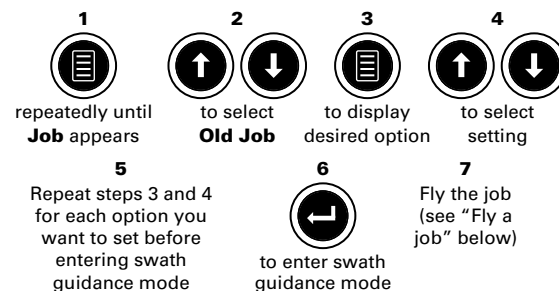 1
repeatedly until
Job appears
2
to select
Old Job
3
to display
desired option
4
to select
setting
5
Repeat steps 3 and 4
for each option you
want to set before
entering swath
guidance mode
6
to enter swath
guidance mode
7
Fly the job
(see “Fly a
job” below)